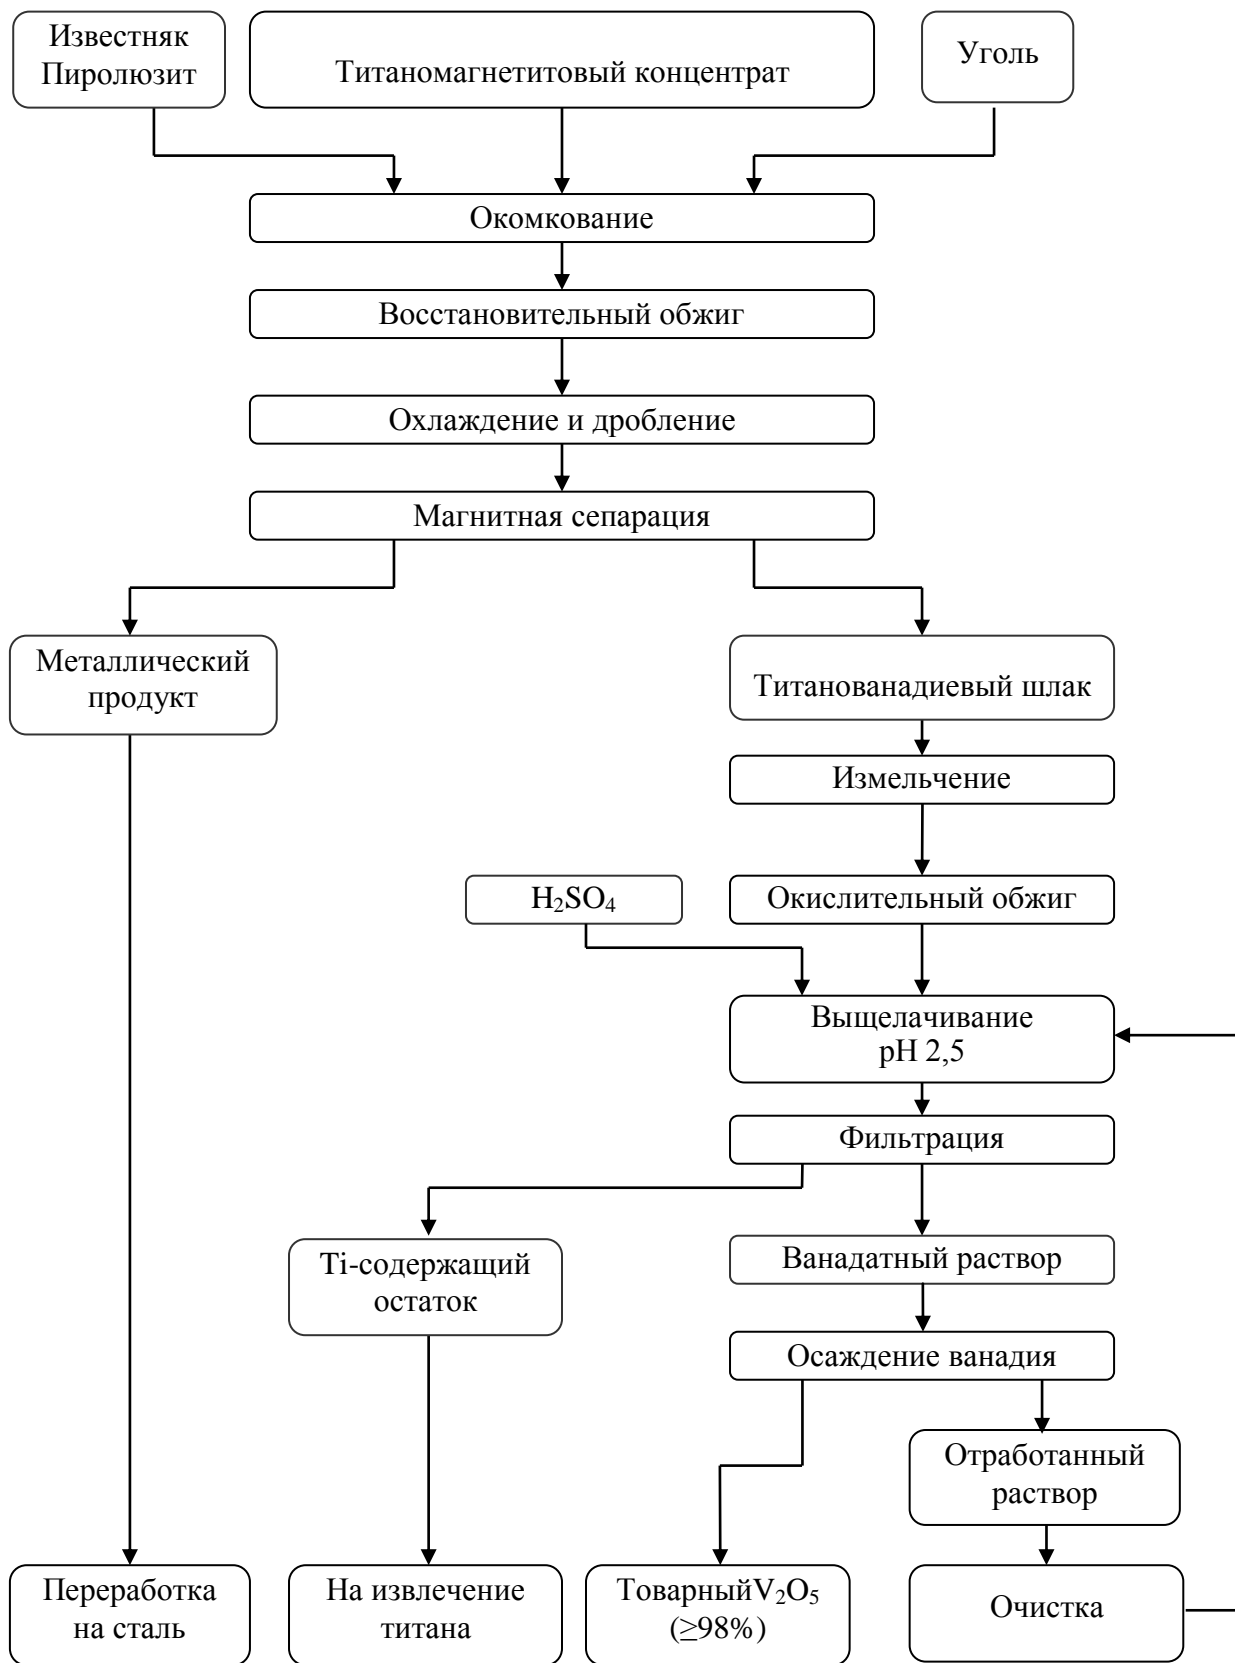 Известняк
Пиролюзит
Титаномагнетитовый концентрат
Уголь
Окомкование
Восстановительный обжиг
Охлаждение и дробление
Магнитная сепарация
Металлический
продукт
Титанованадиевый шлак
Измельчение
H₂SO₄
Окислительный обжиг
Выщелачивание
pH 2,5
Фильтрация
Ti-содержащий
остаток
Ванадатный раствор
Осаждение ванадия
Отработанный
раствор
Переработка
на сталь
На извлечение
титана
ТоварныйV₂O₅
(≥98%)
Очистка